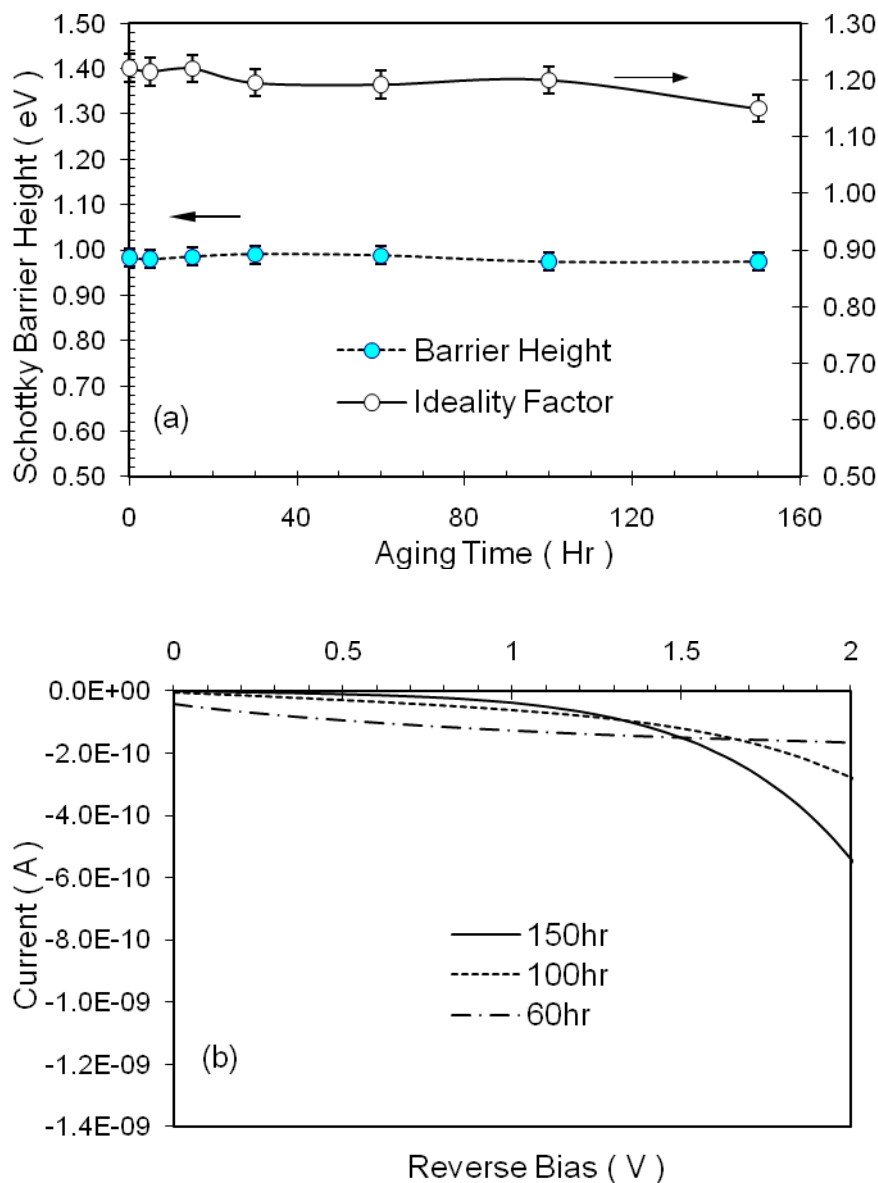 1.50
1.40
1.30
1.20
1.10
1.00
0.90
0.80
0.70
0.60
0.50
Schottky Barrier Height ( eV )
1.30
1.20
1.10
1.00
0.90
0.80
0.70
0.60
0.50
Barrier Height
Ideality Factor
(a)
0 40 80 120 160
Aging Time ( Hr )
0 0.5 1 1.5 2
0.0E+00
-2.0E-10
-4.0E-10
-6.0E-10
-8.0E-10
-1.0E-09
-1.2E-09
-1.4E-09
Current ( A )
150hr
100hr
60hr
(b)
Reverse Bias ( V )